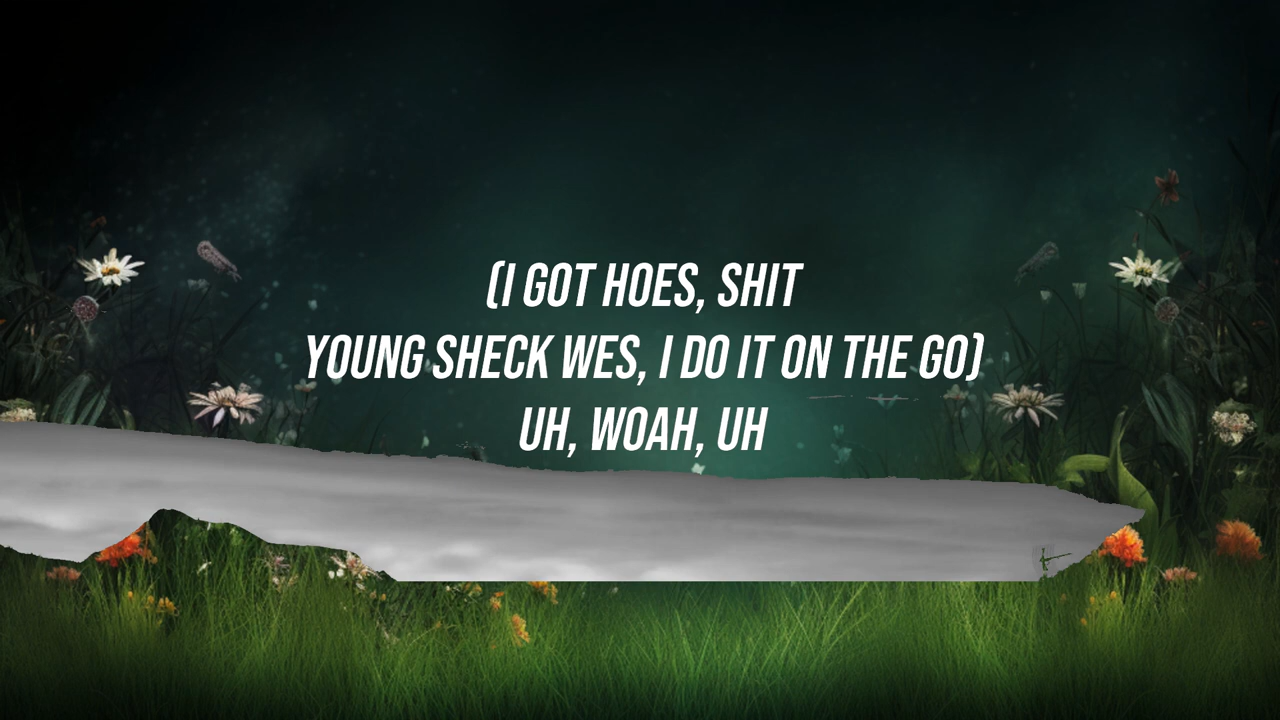 (I GOT HOES, SHIT
YOUNG SHECK WES, I DO IT ON THE GO)
UH, WOAH, UH